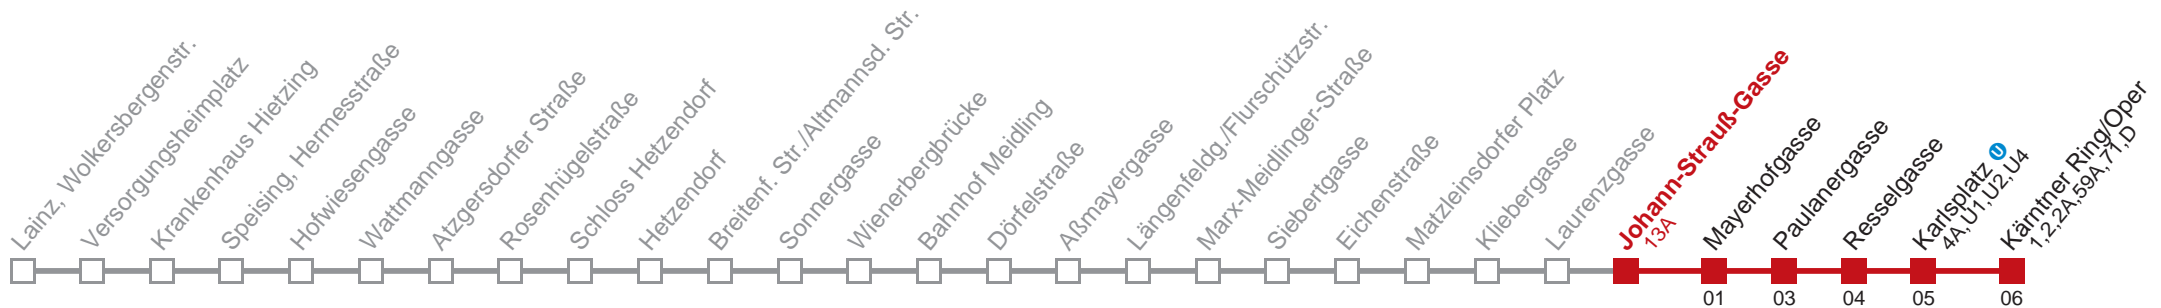 Lainz, Wolkersbergenstr.
Versorgungsheimplatz
Krankenhaus Hietzing
Speising, Hermesstraße
Hofwiesengasse
Wattmanngasse
Atzgersdorfer Straße
Rosenhügelstraße
Schloss Hetzendorf
Hetzendorf
Breitenf. Str./Altmannsd. Str.
Sonnergasse
Wienerbergbrücke
Bahnhof Meidling
Dörfelstraße
Aßmayergasse
Längenfeldg./Flurschützstr.
Marx-Meidlinger-Straße
Siebertgasse
Eichenstraße
Matzleinsdorfer Platz
Kliebergasse
Laurenzgasse
Johann-Strauß-Gasse
13A
Mayerhofgasse
Paulanergasse
Resselgasse
Karlsplatz U
4A,U1,U2,U4
Kärntner Ring/Oper
1,2,2A,59A,71,D
01 03 04 05 06